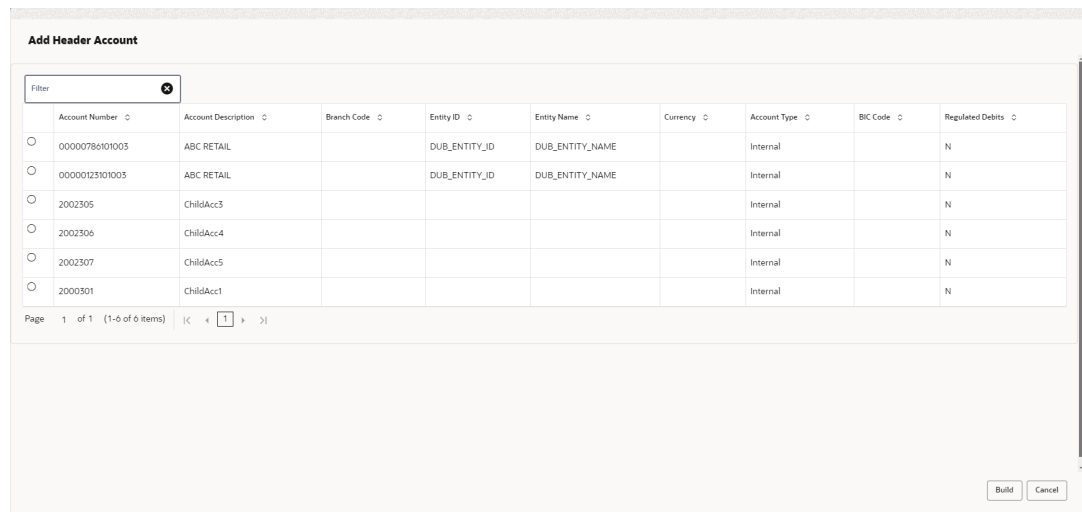 Add Header Account
Filter
Account Number Account Description Branch Code Entity ID Entity Name Currency Account Type BIC Code Regulated Debits
00000786101003 ABC RETAIL DUB_ENTITY_ID DUB_ENTITY_NAME Internal N
00000123101003 ABC RETAIL DUB_ENTITY_ID DUB_ENTITY_NAME Internal N
2002305 ChildAcc3 Internal N
2002306 ChildAcc4 Internal N
2002307 ChildAcc5 Internal N
2000301 ChildAcc1 Internal N
Page 1 of 1 (1-6 of 6 items) 1
Build Cancel